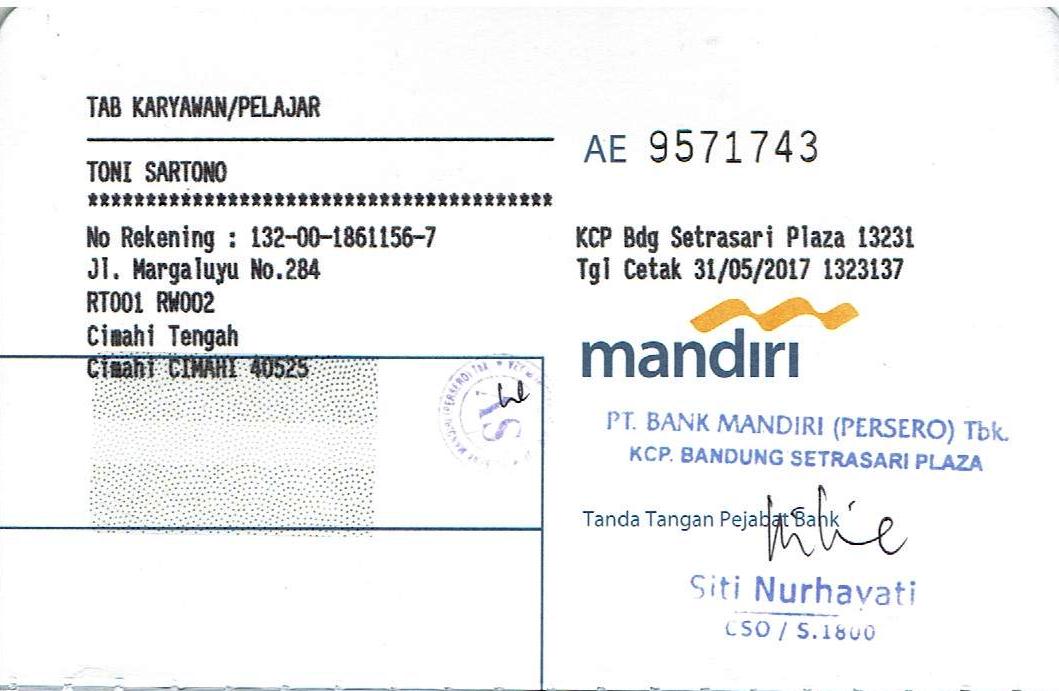 TAB KARYAWAN/PELAJAR
TONI SARTONO
****************************************
No Rekening : 132-00-1861156-7
Jl. Margaluyu No.284
RT001 RW002
Cimahi Tengah
Cimahi CIMAHI 40525
AE 9571743
KCP Bdg Setrasari Plaza 13231
Tgl Cetak 31/05/2017 1323137
mandiri
PT. BANK MANDIRI (PERSERO) Tbk.
KCP. BANDUNG SETRASARI PLAZA
Tanda Tangan Pejabat Bank
Siti Nurhayati
CSO / S.1800